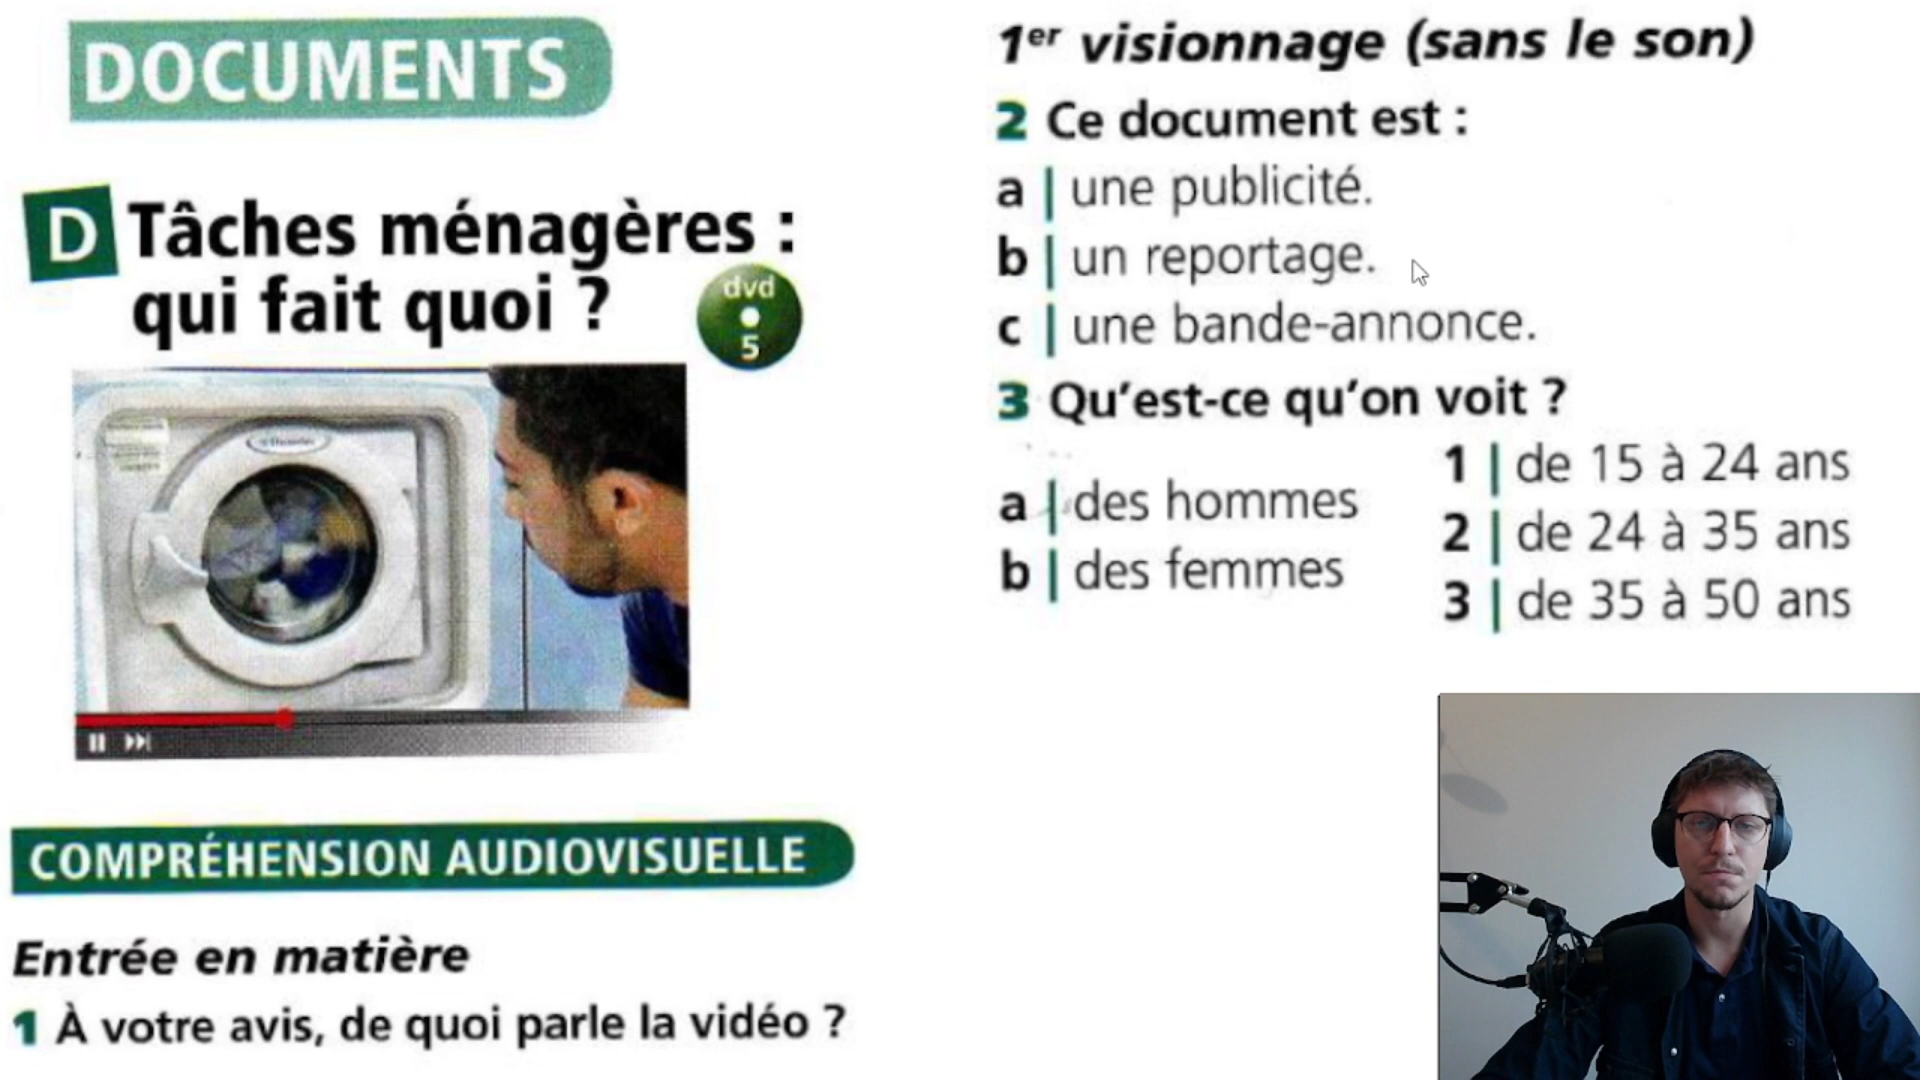 DOCUMENTS
D Tâches ménagères :
qui fait quoi ?
dvd
5
COMPRÉHENSION AUDIOVISUELLE
Entrée en matière
1 À votre avis, de quoi parle la vidéo ?
1er visionnage (sans le son)
2 Ce document est :
a | une publicité.
b | un reportage.
c | une bande-annonce.
3 Qu'est-ce qu'on voit ?
a | des hommes
b | des femmes
1 | de 15 à 24 ans
2 | de 24 à 35 ans
3 | de 35 à 50 ans